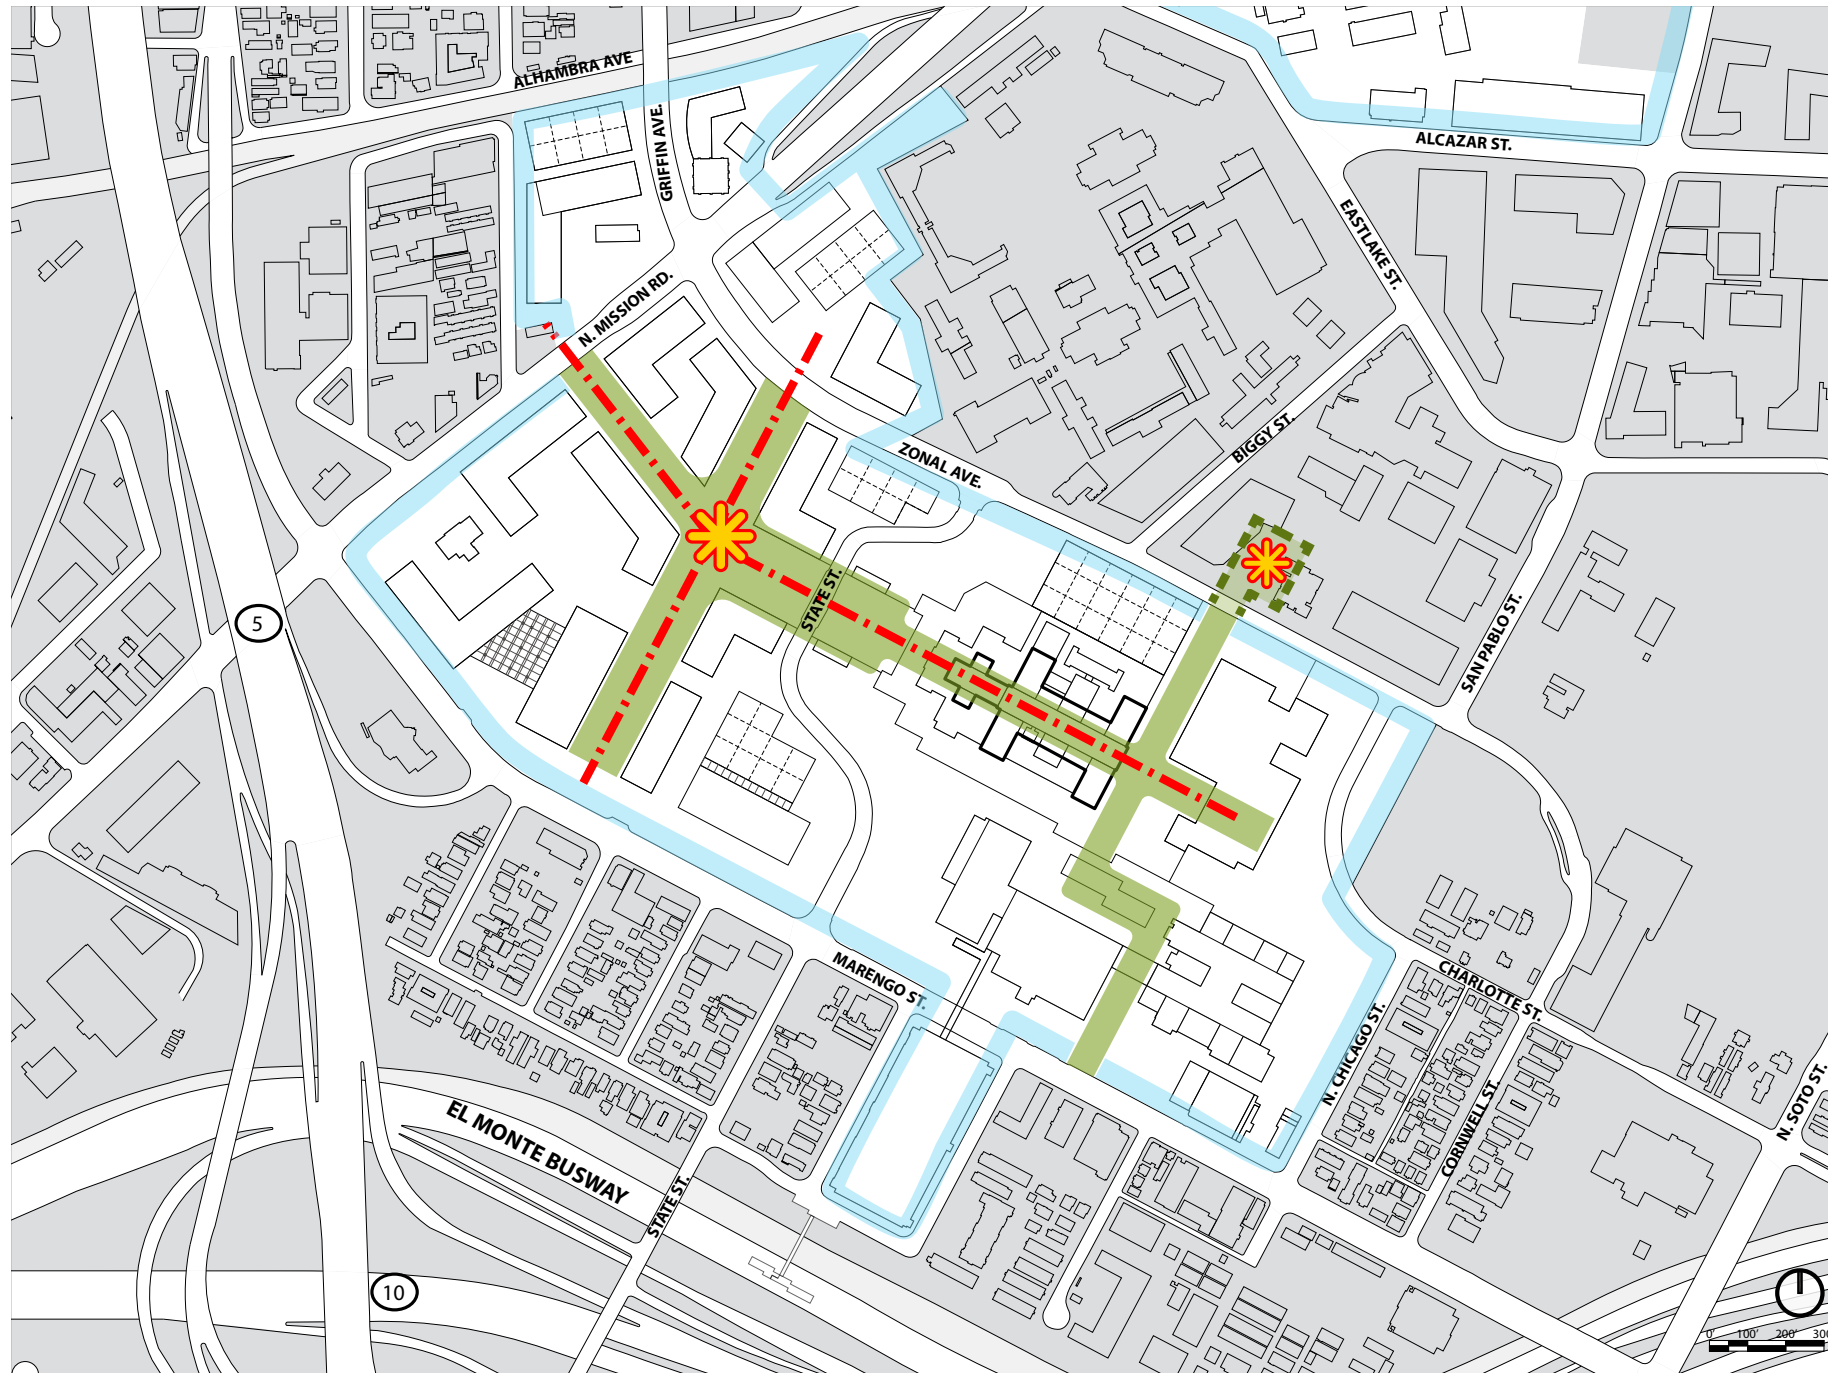 ALHAMBRA AVE
GRIFFIN AVE.
ALCAZAR ST.
EASTLAKE ST.
N. MISSION RD.
ZONAL AVE.
BIGGY ST.
STATE ST.
SAN PABLO ST.
5
MARENGO ST.
CHARLOTTE ST.
N. CHICAGO ST.
CORNWELL ST.
N. SOTO ST.
EL MONTE BUSWAY
STATE ST.
10
0' 100' 200' 300